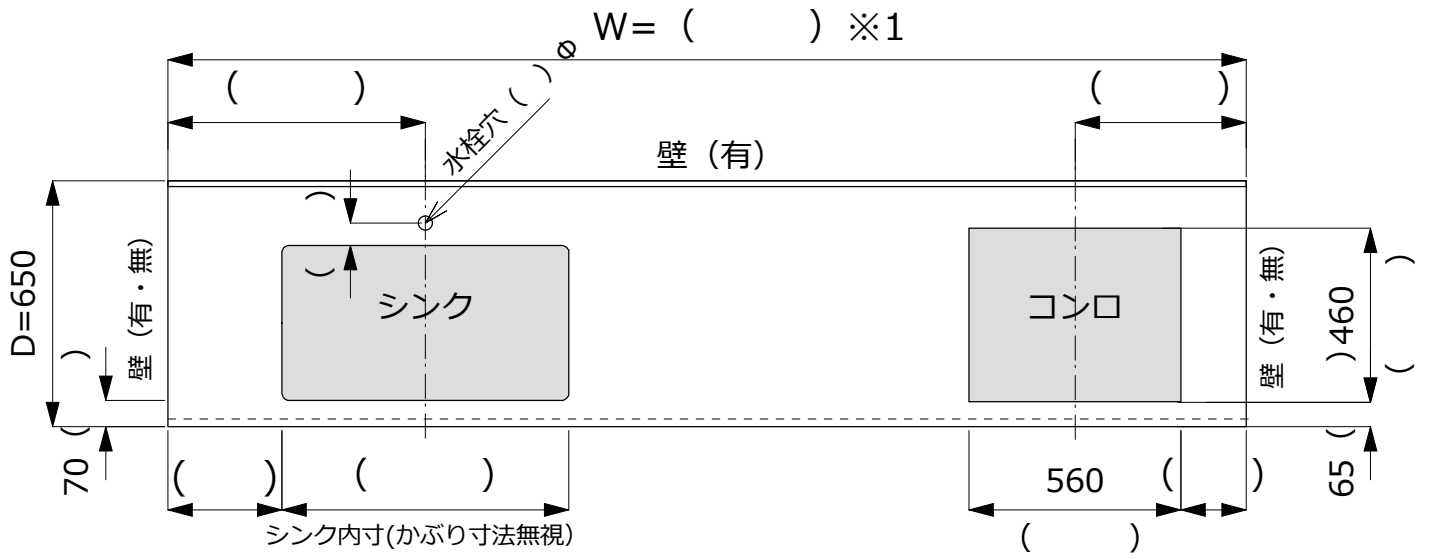 W= (　　　) ※1
(　　　)
水栓穴 (　) Φ
(　　　)
壁（有）
(　　)
D=650
壁（有・無）
シンク
コンロ
壁（有・無）
460
(　　　)
70 (　　)
65 (　　)
(　　　)
(　　　)
560
(　　　)
(　　　)
シンク内寸(かぶり寸法無視)